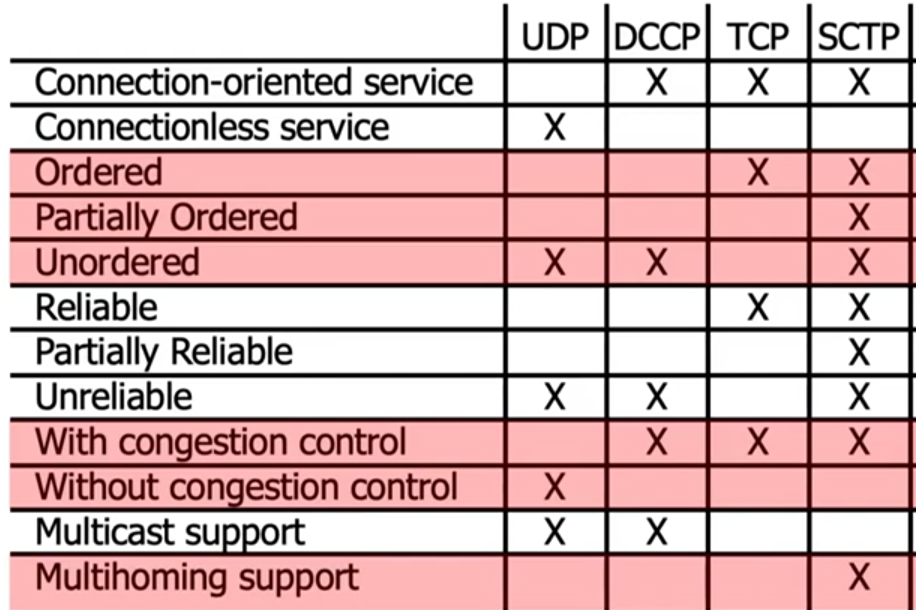 UDP DCCP TCP SCTP
Connection-oriented service X X X
Connectionless service X
Ordered X X
Partially Ordered X
Unordered X X X
Reliable X X
Partially Reliable X
Unreliable X X X
With congestion control X X X
Without congestion control X
Multicast support X X
Multihoming support X